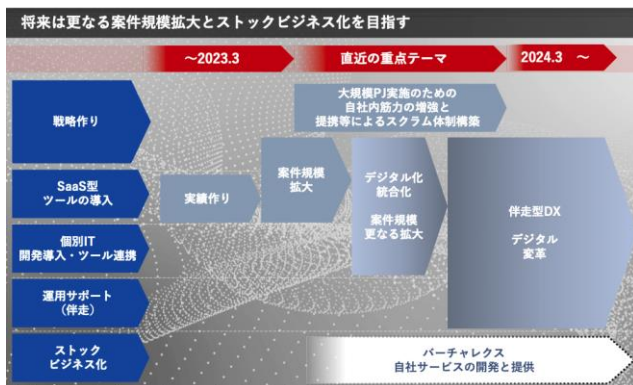 将来は更なる案件規模拡大とストックビジネス化を目指す
～2023.3
直近の重点テーマ
2024.3 ～
戦略作り
大規模PJ実施のための
自社内筋力の増強と
提携等によるスクラム体制構築
SaaS型
ツールの導入
実績作り
案件規模
拡大
デジタル化
統合化
案件規模
更なる拡大
伴走型DX
デジタル
変革
個別IT
開発導入・ツール連携
運用サポート
（伴走）
ストック
ビジネス化
バーチャレクス
自社サービスの開発と提供